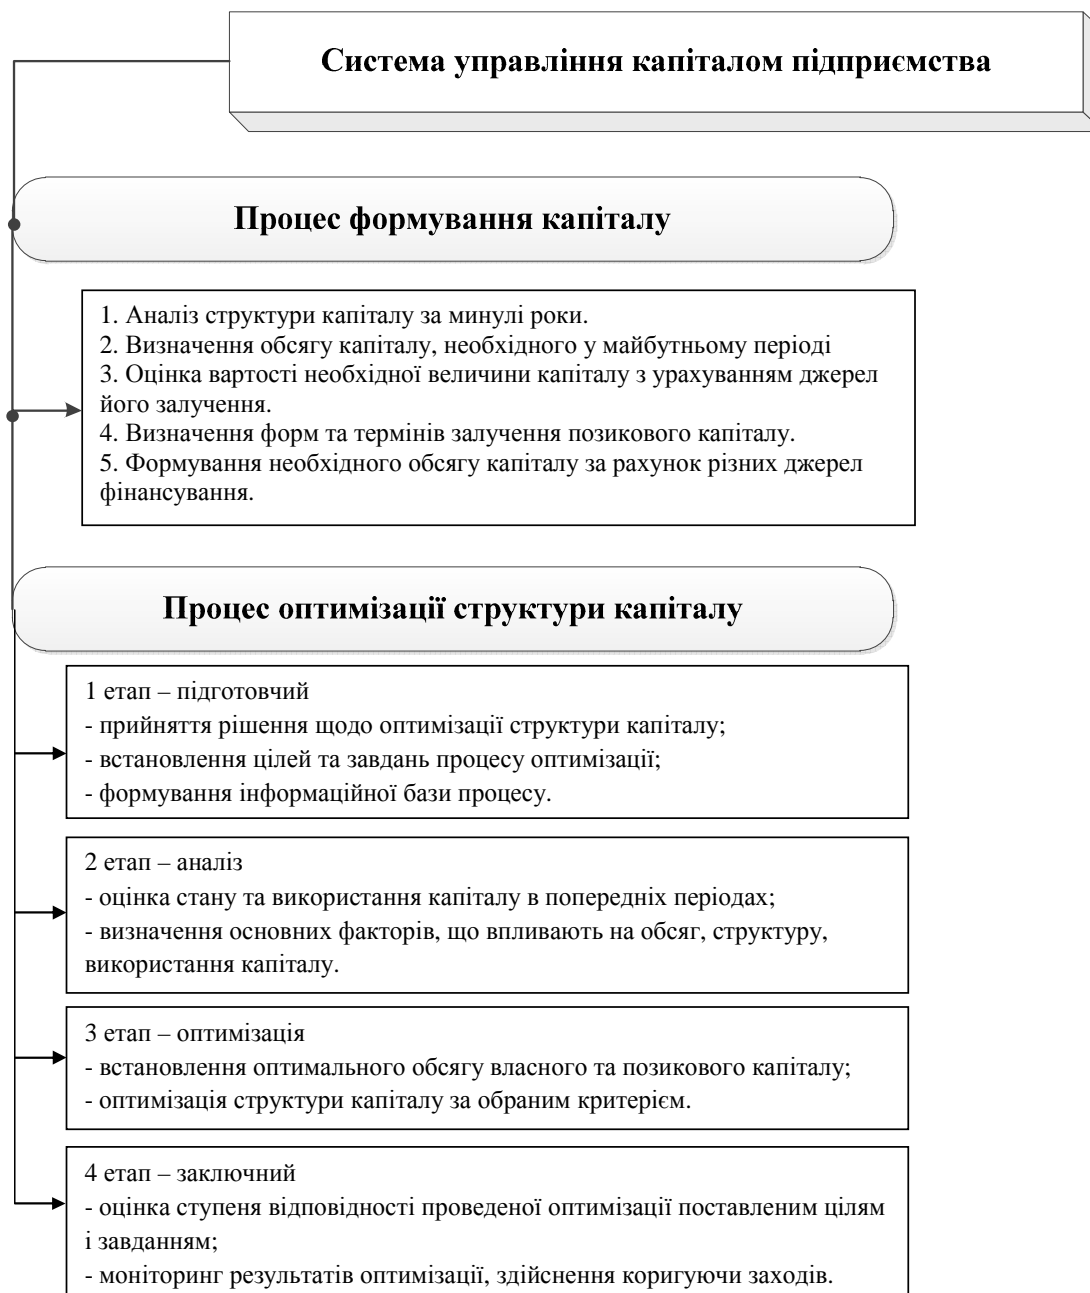 Система управління капіталом підприємства
Процес формування капіталу
1. Аналіз структури капіталу за минулі роки.
2. Визначення обсягу капіталу, необхідного у майбутньому періоді
3. Оцінка вартості необхідної величини капіталу з урахуванням джерел
його залучення.
4. Визначення форм та термінів залучення позикового капіталу.
5. Формування необхідного обсягу капіталу за рахунок різних джерел
фінансування.
Процес оптимізації структури капіталу
1 етап – підготовчий
- прийняття рішення щодо оптимізації структури капіталу;
- встановлення цілей та завдань процесу оптимізації;
- формування інформаційної бази процесу.
2 етап – аналіз
- оцінка стану та використання капіталу в попередніх періодах;
- визначення основних факторів, що впливають на обсяг, структуру,
використання капіталу.
3 етап – оптимізація
- встановлення оптимального обсягу власного та позикового капіталу;
- оптимізація структури капіталу за обраним критерієм.
4 етап – заключний
- оцінка ступеня відповідності проведеної оптимізації поставленим цілям
і завданням;
- моніторинг результатів оптимізації, здійснення коригуючи заходів.